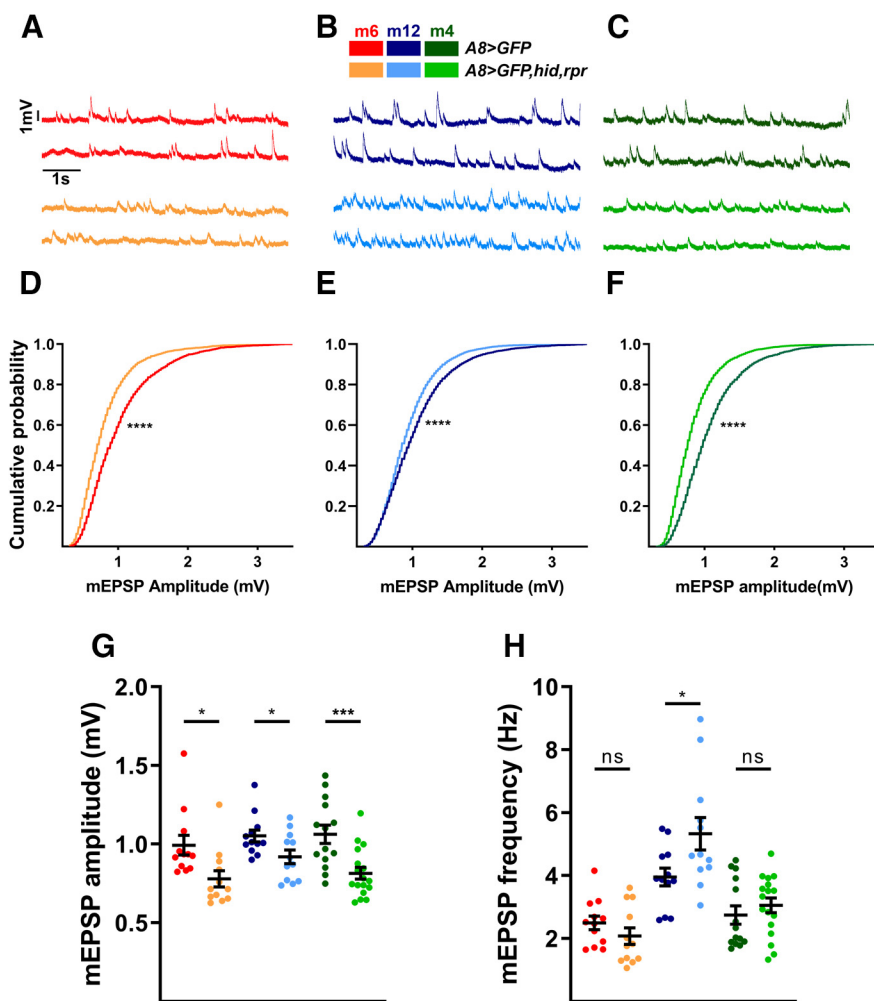 A
B
C
m6 m12 m4
A8>GFP
A8>GFP,hid,rpr
1mV
1s
D
E
F
Cumulative probability
1.0
0.8
0.6
0.4
0.2
****
1 2 3
mEPSP Amplitude (mV)
1.0
0.8
0.6
0.4
0.2
****
1 2 3
mEPSP Amplitude (mV)
1.0
0.8
0.6
0.4
0.2
****
1 2 3
mEPSP amplitude(mV)
G
mEPSP amplitude (mV)
2.0
1.5
1.0
0.5
* * ***
H
mEPSP frequency (Hz)
10
8
6
4
2
ns * ns